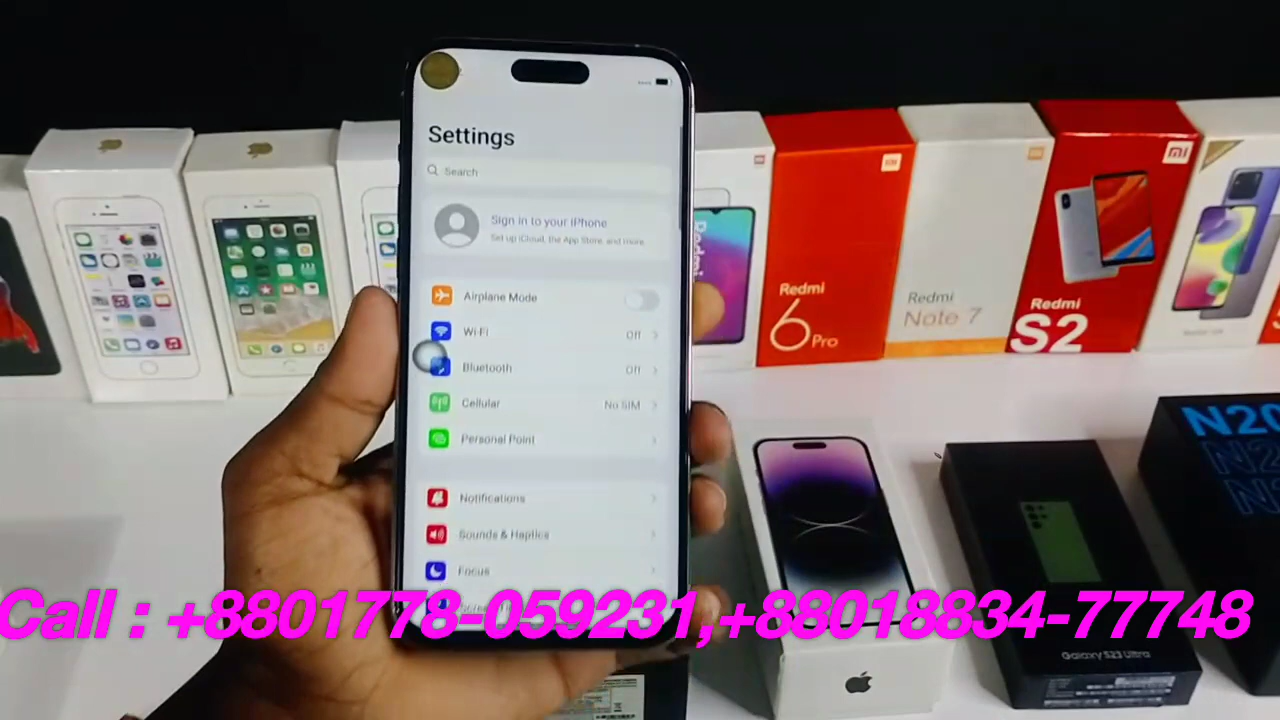 Settings
Search
Sign in to your iPhone
Set up iCloud, the App Store, and more.
Airplane Mode
Wi-Fi Off
Bluetooth Off
Cellular No SIM
Personal Point
Notifications
Sounds & Haptics
Focus
Redmi
Redmi
6 Pro
Redmi
Note 7
mi
Redmi
S2
N20
Galaxy S23 Ultra
Call : +8801778-059231,+88018834-77748